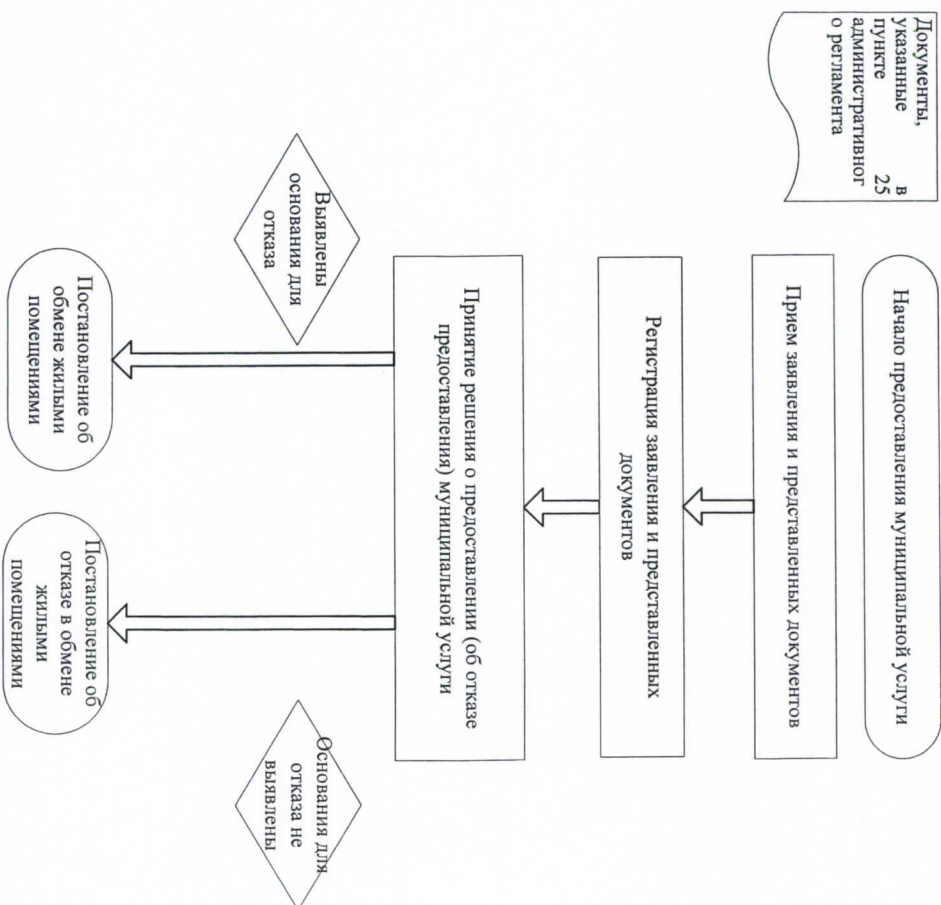 Документы,
указанные в
пункте 25
административног
о регламента
Начало предоставления муниципальной услуги
Прием заявления и представленных документов
Регистрация заявления и представленных
документов
Принятие решения о предоставлении (об отказе
предоставления) муниципальной услуги
Выявлены
основания для
отказа
Основания для
отказа не
выявлены
Постановление об
обмене жилыми
помещениями
Постановление об
отказе в обмене
жилыми
помещениями